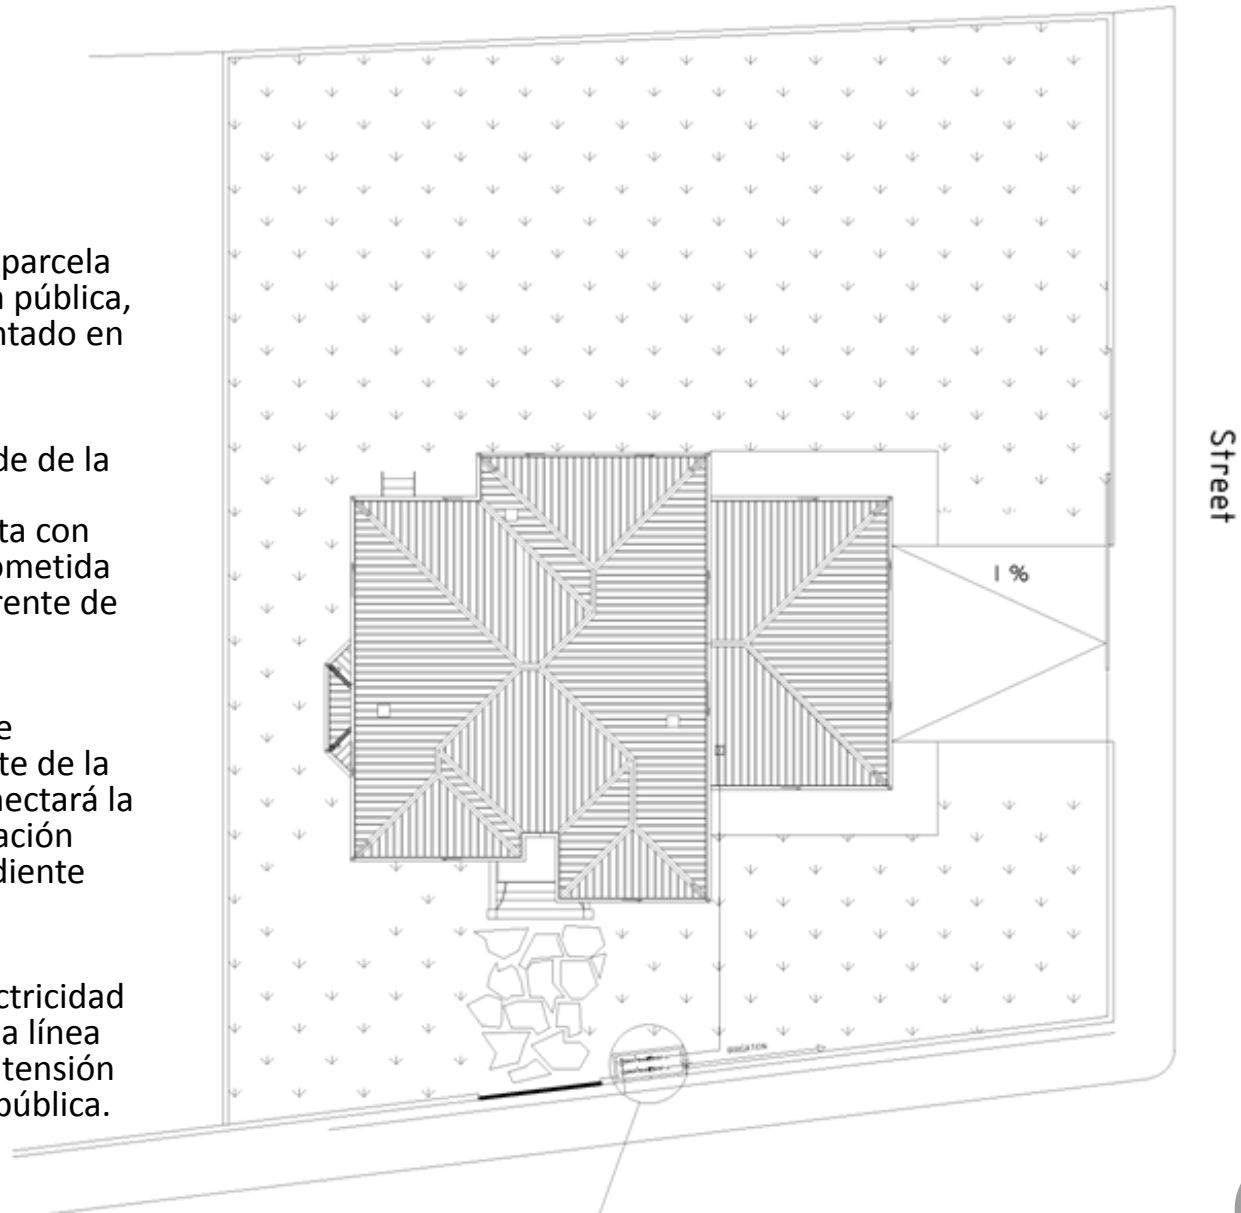 parcela
pública,
ntado en
de de la
ta con
ometida
rente de
e
te de la
nectará la
ación
diente
ctricidad
a línea
tensión
pública.
1 %
Street